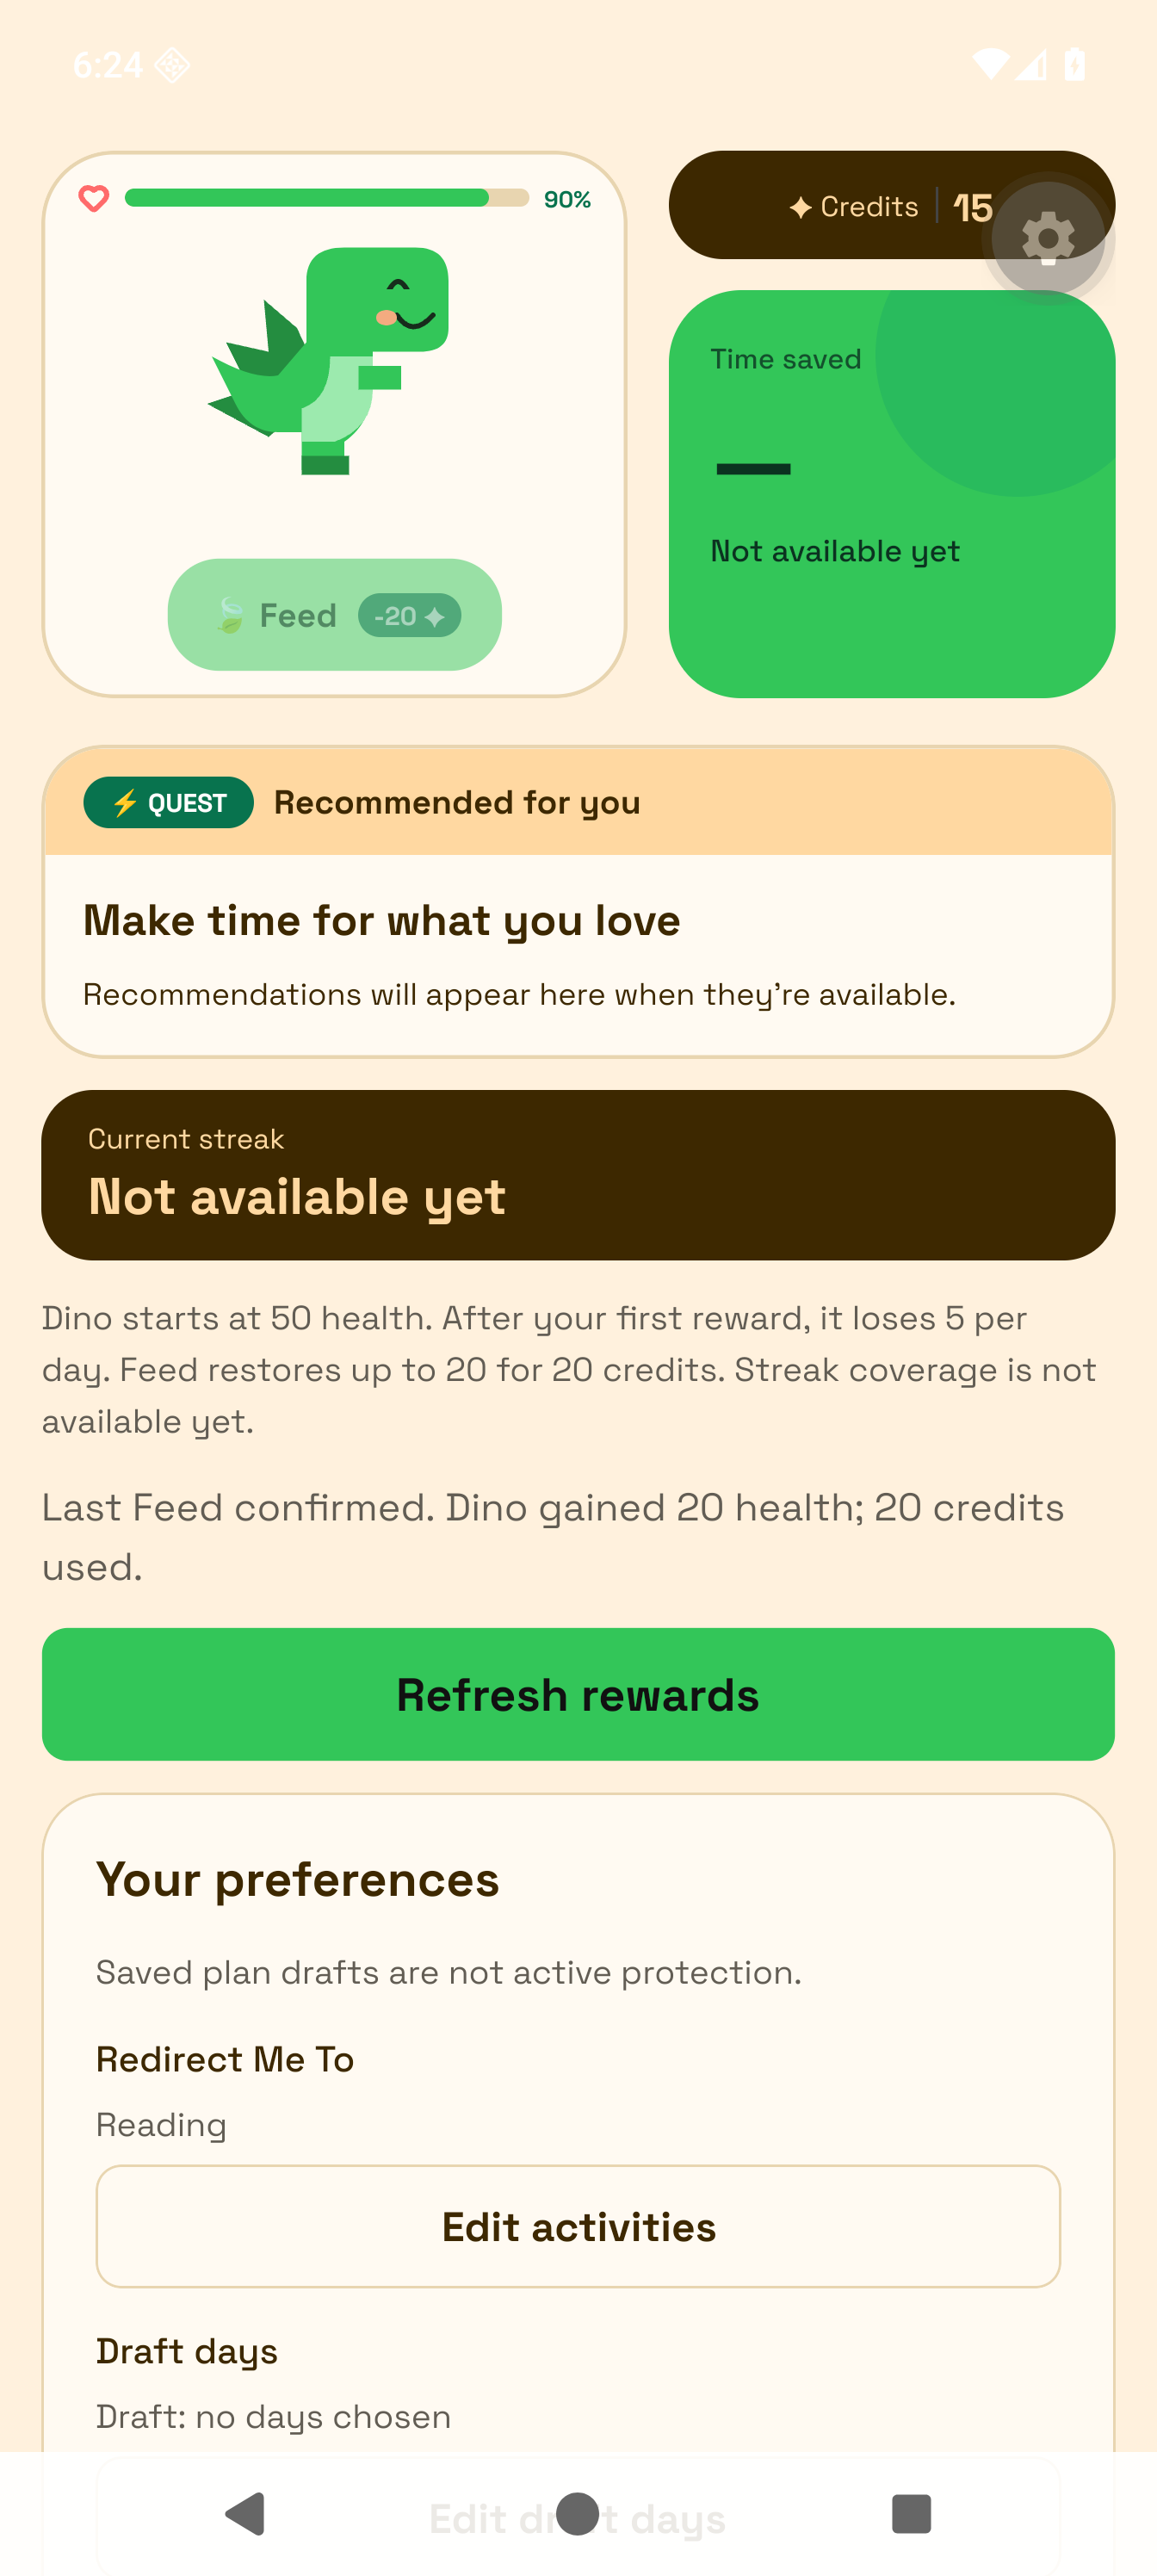 6:24
90%
✦ Credits 15
Time saved
—
Not available yet
🍃 Feed -20 ✦
⚡ QUEST Recommended for you
Make time for what you love
Recommendations will appear here when they're available.
Current streak
Not available yet
Dino starts at 50 health. After your first reward, it loses 5 per
day. Feed restores up to 20 for 20 credits. Streak coverage is not
available yet.
Last Feed confirmed. Dino gained 20 health; 20 credits
used.
Refresh rewards
Your preferences
Saved plan drafts are not active protection.
Redirect Me To
Reading
Edit activities
Draft days
Draft: no days chosen
Edit draft days